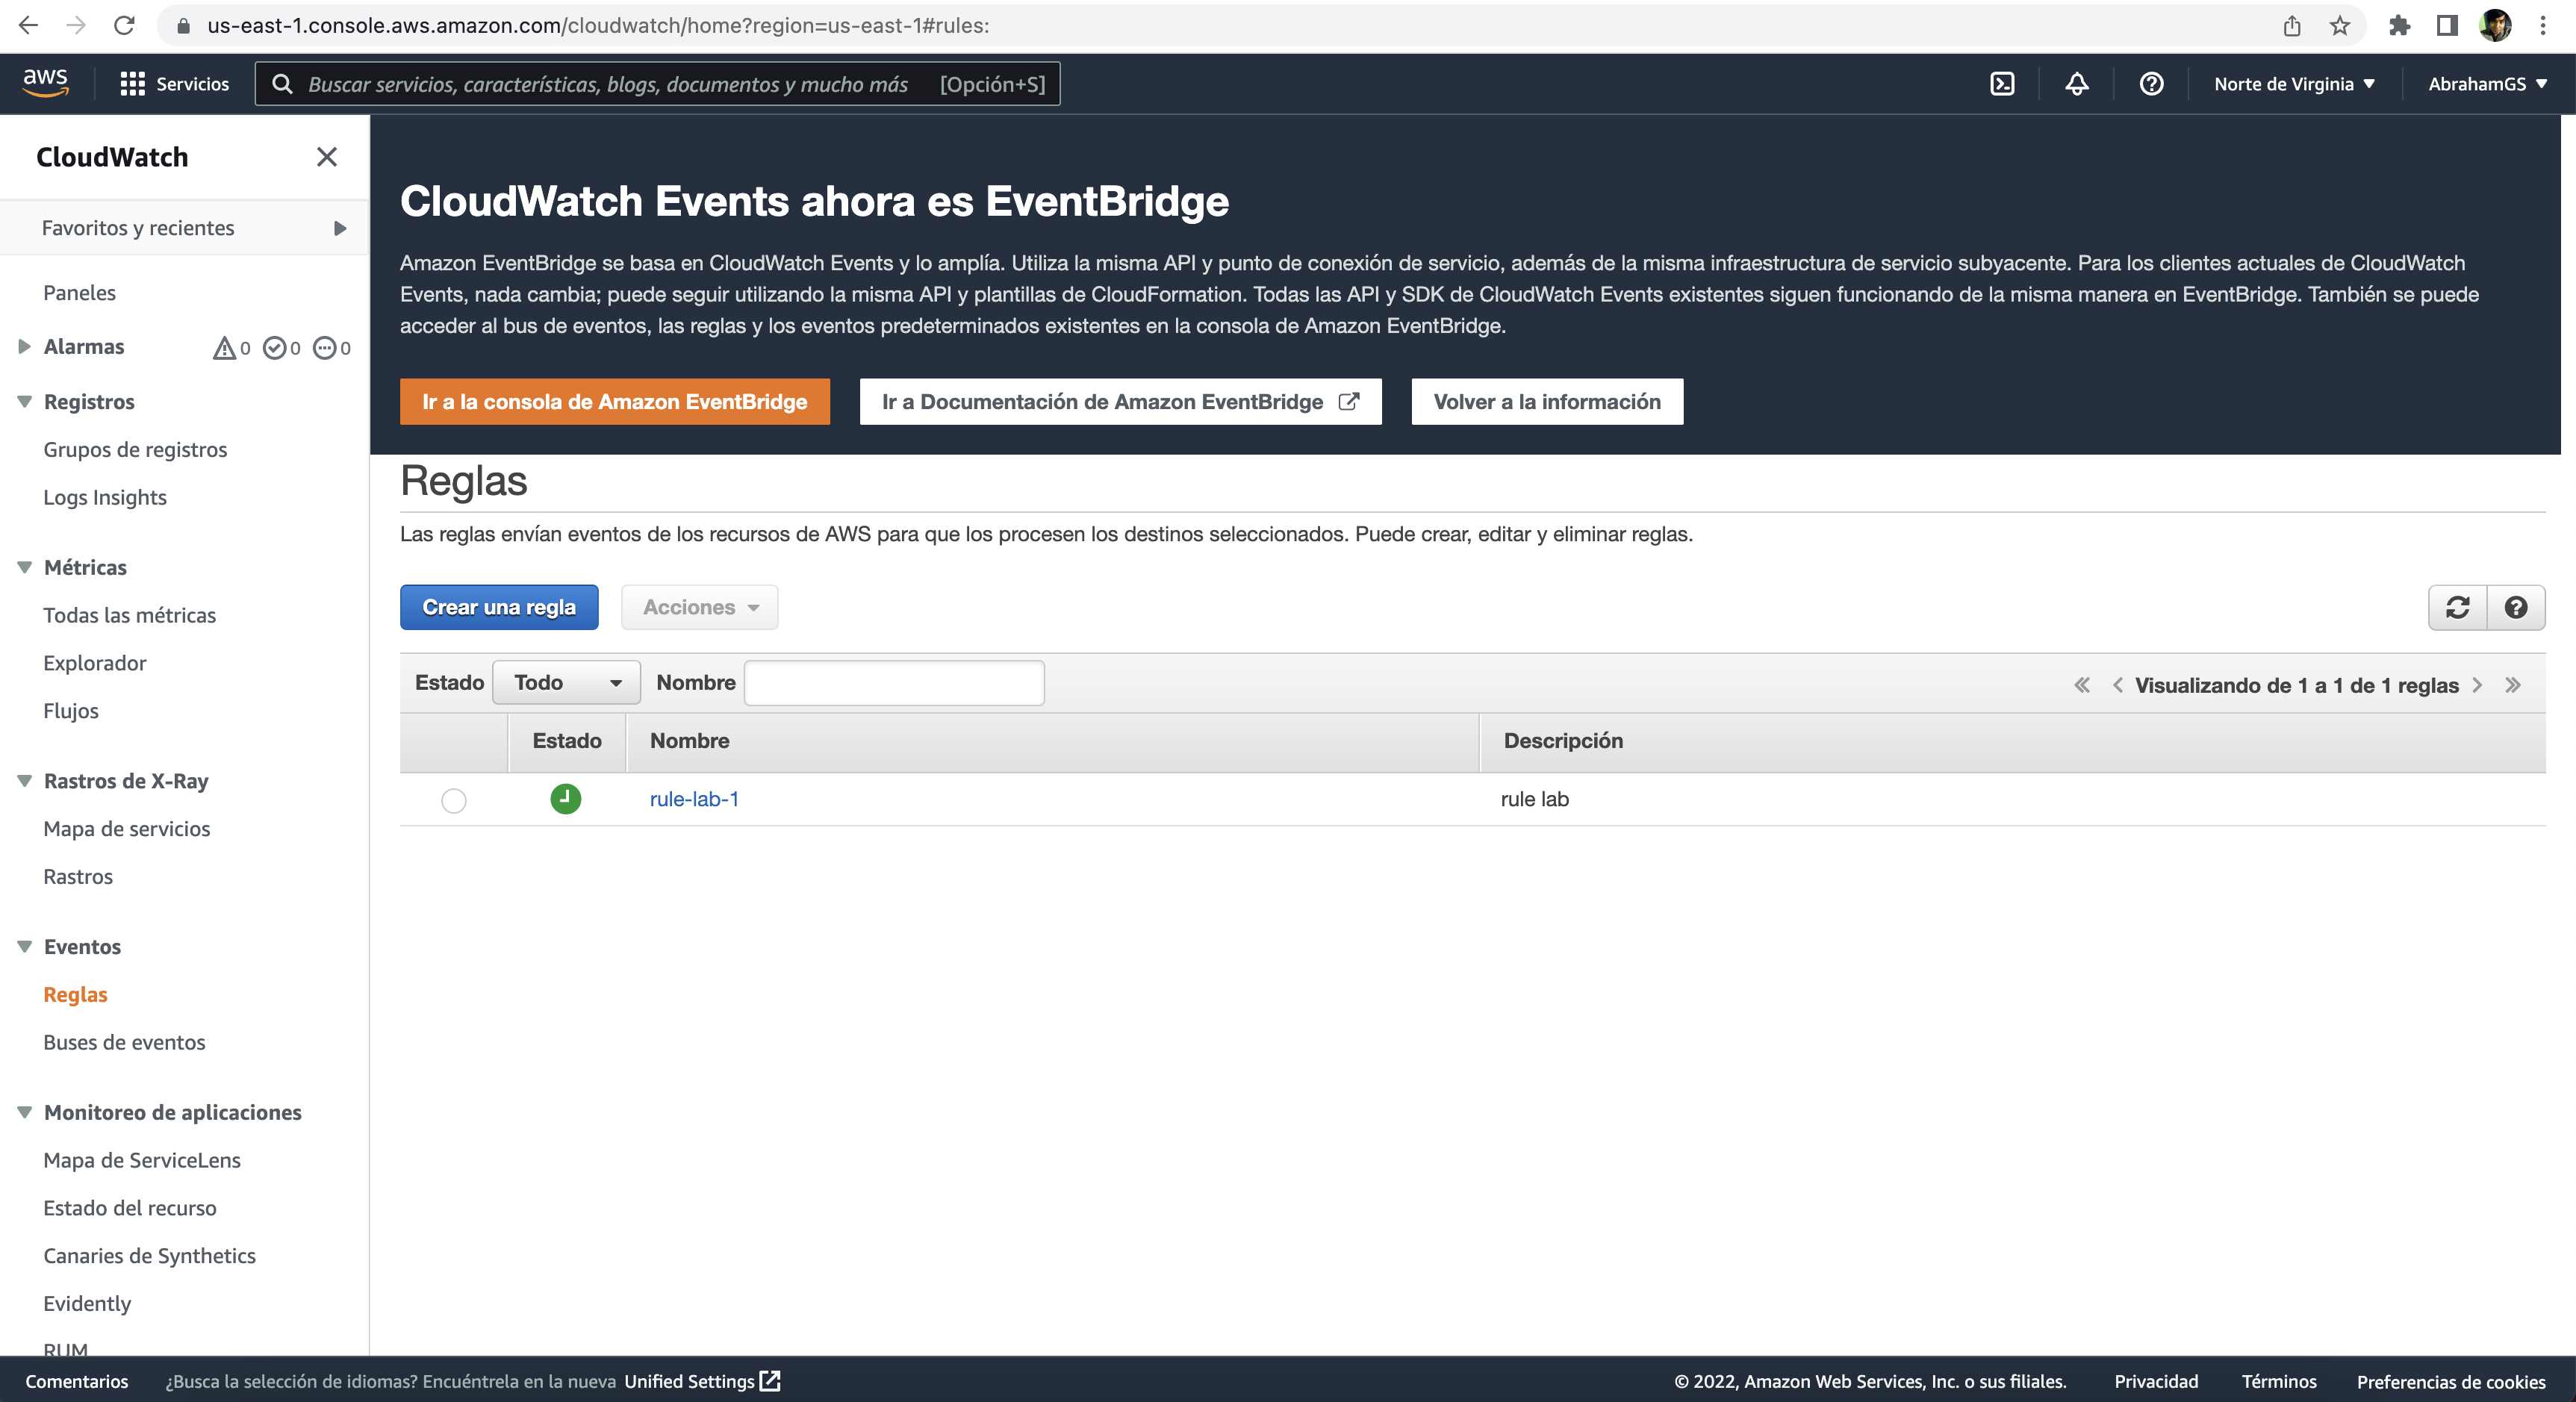 us-east-1.console.aws.amazon.com/cloudwatch/home?region=us-east-1#rules:
aws
Servicios
Buscar servicios, características, blogs, documentos y mucho más [Opción+S]
Norte de Virginia
AbrahamGS
CloudWatch
Favoritos y recientes
Paneles
Alarmas 0 0 0
Registros
Grupos de registros
Logs Insights
Métricas
Todas las métricas
Explorador
Flujos
Rastros de X-Ray
Mapa de servicios
Rastros
Eventos
Reglas
Buses de eventos
Monitoreo de aplicaciones
Mapa de ServiceLens
Estado del recurso
Canaries de Synthetics
Evidently
RUM
CloudWatch Events ahora es EventBridge
Amazon EventBridge se basa en CloudWatch Events y lo amplía. Utiliza la misma API y punto de conexión de servicio, además de la misma infraestructura de servicio subyacente. Para los clientes actuales de CloudWatch
Events, nada cambia; puede seguir utilizando la misma API y plantillas de CloudFormation. Todas las API y SDK de CloudWatch Events existentes siguen funcionando de la misma manera en EventBridge. También se puede
acceder al bus de eventos, las reglas y los eventos predeterminados existentes en la consola de Amazon EventBridge.
Ir a la consola de Amazon EventBridge
Ir a Documentación de Amazon EventBridge
Volver a la información
Reglas
Las reglas envían eventos de los recursos de AWS para que los procesen los destinos seleccionados. Puede crear, editar y eliminar reglas.
Crear una regla
Acciones
Estado Todo Nombre
« < Visualizando de 1 a 1 de 1 reglas > »
Estado Nombre Descripción
rule-lab-1 rule lab
Comentarios
¿Busca la selección de idiomas? Encuéntrela en la nueva Unified Settings
© 2022, Amazon Web Services, Inc. o sus filiales.
Privacidad
Términos
Preferencias de cookies